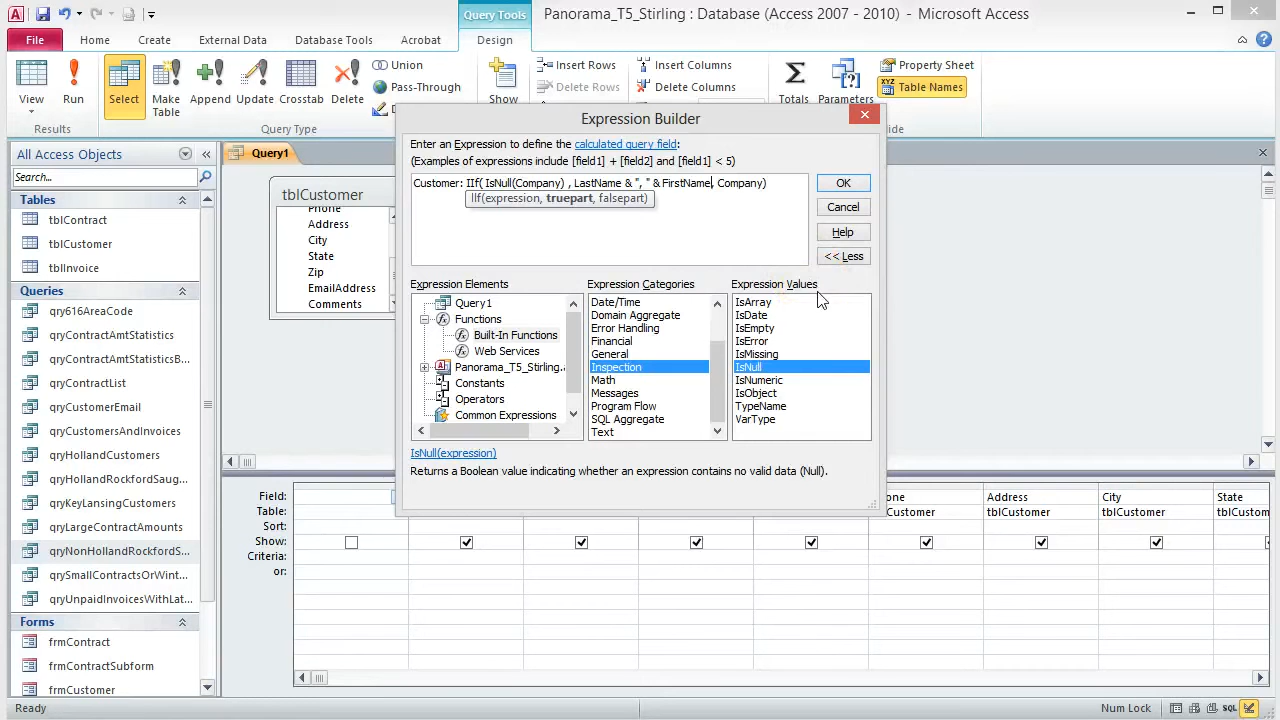 Query Tools
Panorama_T5_Stirling : Database (Access 2007 - 2010) - Microsoft Access
File Home Create External Data Database Tools Acrobat Design
View Run Select Make Table Append Update Crosstab Delete
Union
Pass-Through
Show
Insert Rows
Delete Rows
Insert Columns
Delete Columns
Totals Parameters
Property Sheet
XYZ Table Names
Results
Query Type
All Access Objects
Search...
Tables
tblContract
tblCustomer
tblInvoice
Queries
qry616AreaCode
qryContractAmtStatistics
qryContractAmtStatisticsB...
qryContractList
qryCustomerEmail
qryCustomersAndInvoices
qryHollandCustomers
qryHollandRockfordSaug...
qryKeyLansingCustomers
qryLargeContractAmounts
qryNonHollandRockfordS...
qrySmallContractsOrWint...
qryUnpaidInvoicesWithLat...
Forms
frmContract
frmContractSubform
frmCustomer
Query1
tblCustomer
Phone
Address
City
State
Zip
EmailAddress
Comments
Expression Builder
Enter an Expression to define the calculated query field:
(Examples of expressions include [field1] + [field2] and [field1] < 5)
Customer: IIf( IsNull(Company) , LastName & ", " & FirstName, Company)
IIf(expression, truepart, falsepart)
OK
Cancel
Help
<< Less
Expression Elements
Query1
Functions
Built-In Functions
Web Services
Panorama_T5_Stirling.a
Constants
Operators
Common Expressions
Expression Categories
Date/Time
Domain Aggregate
Error Handling
Financial
General
Inspection
Math
Messages
Program Flow
SQL Aggregate
Text
Expression Values
IsArray
IsDate
IsEmpty
IsError
IsMissing
IsNull
IsNumeric
IsObject
TypeName
VarType
IsNull(expression)
Returns a Boolean value indicating whether an expression contains no valid data (Null).
Field: Address City State
Table: tblCustomer tblCustomer tblCustomer
Sort:
Show:
Criteria:
or:
Ready
Num Lock
SQL